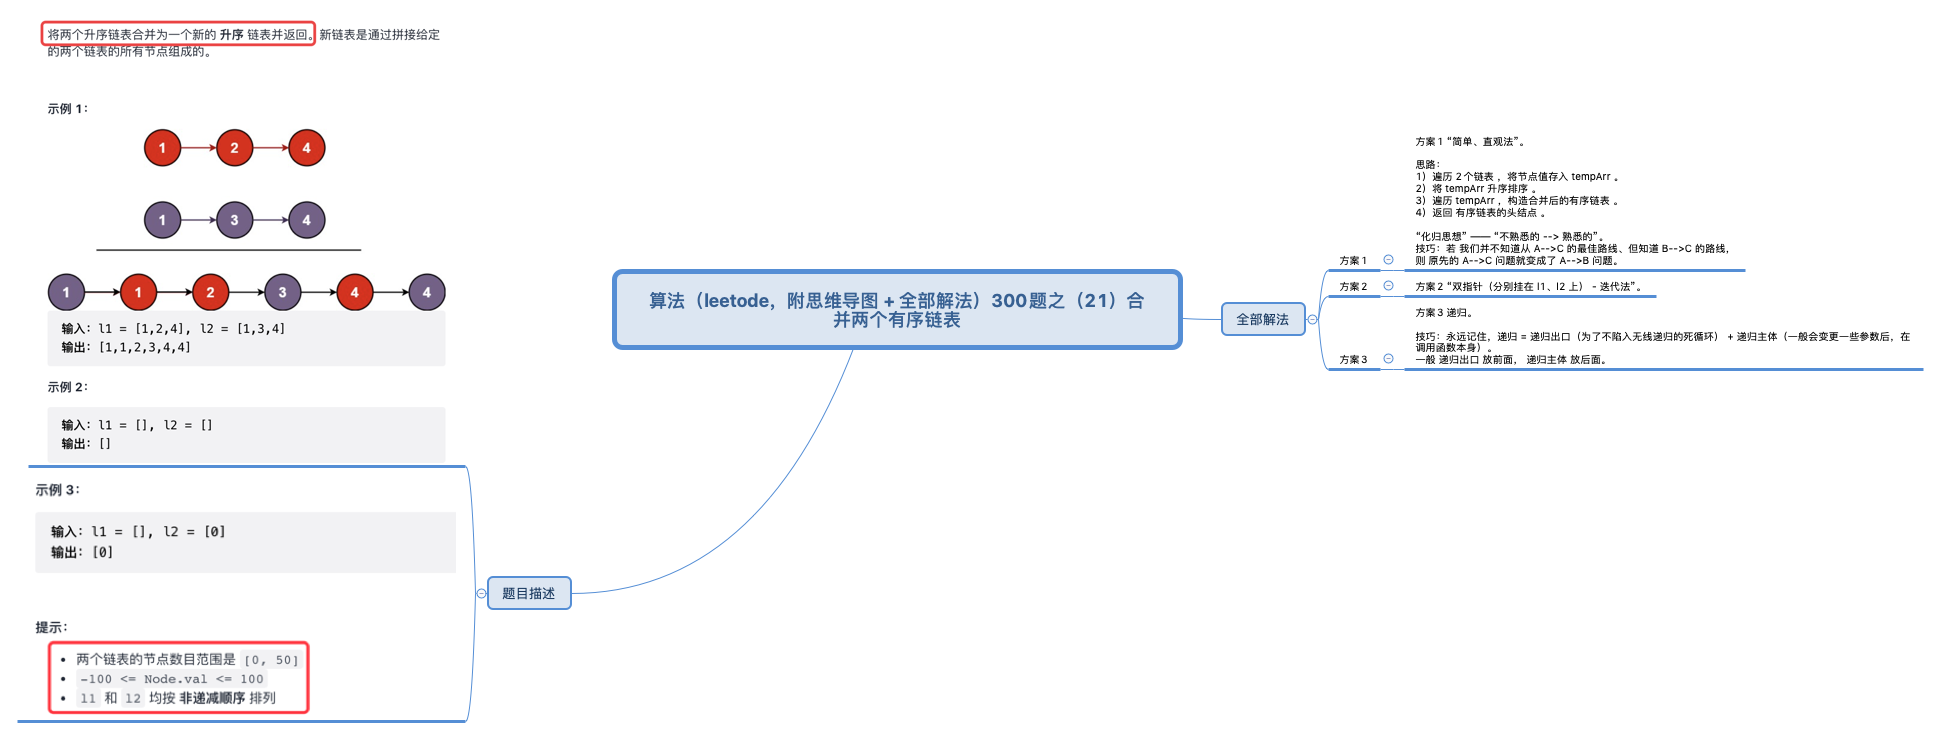 将两个升序链表合并为一个新的 升序 链表并返回。新链表是通过拼接给定
的两个链表的所有节点组成的。
示例 1：
1 2 4
1 3 4
1 1 2 3 4 4
输入：l1 = [1,2,4], l2 = [1,3,4]
输出：[1,1,2,3,4,4]
示例 2：
输入：l1 = [], l2 = []
输出：[]
示例 3：
输入：l1 = [], l2 = [0]
输出：[0]
提示：
• 两个链表的节点数目范围是 [0, 50]
• -100 <= Node.val <= 100
• l1 和 l2 均按 非递减顺序 排列
题目描述
算法（leetode，附思维导图 + 全部解法）300题之（21）合
并两个有序链表
全部解法
方案 1
方案 1 “简单、直观法”。
思路：
1）遍历 2 个链表 ，将节点值存入 tempArr 。
2）将 tempArr 升序排序 。
3）遍历 tempArr ，构造合并后的有序链表 。
4）返回 有序链表的头结点 。
“化归思想” —— “不熟悉的 --> 熟悉的”。
技巧：若 我们并不知道从 A-->C 的最佳路线、但知道 B-->C 的路线，
则 原先的 A-->C 问题就变成了 A-->B 问题。
方案 2
方案 2 “双指针（分别挂在 l1、l2 上） - 迭代法”。
方案 3
方案 3 递归。
技巧：永远记住，递归 = 递归出口（为了不陷入无线递归的死循环） + 递归主体（一般会变更一些参数后，在
调用函数本身）。
一般 递归出口 放前面， 递归主体 放后面。